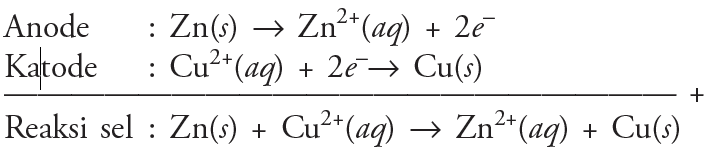 Anode : Zn(s) → Zn²⁺(aq) + 2e⁻
Katode : Cu²⁺(aq) + 2e⁻→ Cu(s)
+
Reaksi sel : Zn(s) + Cu²⁺(aq) → Zn²⁺(aq) + Cu(s)